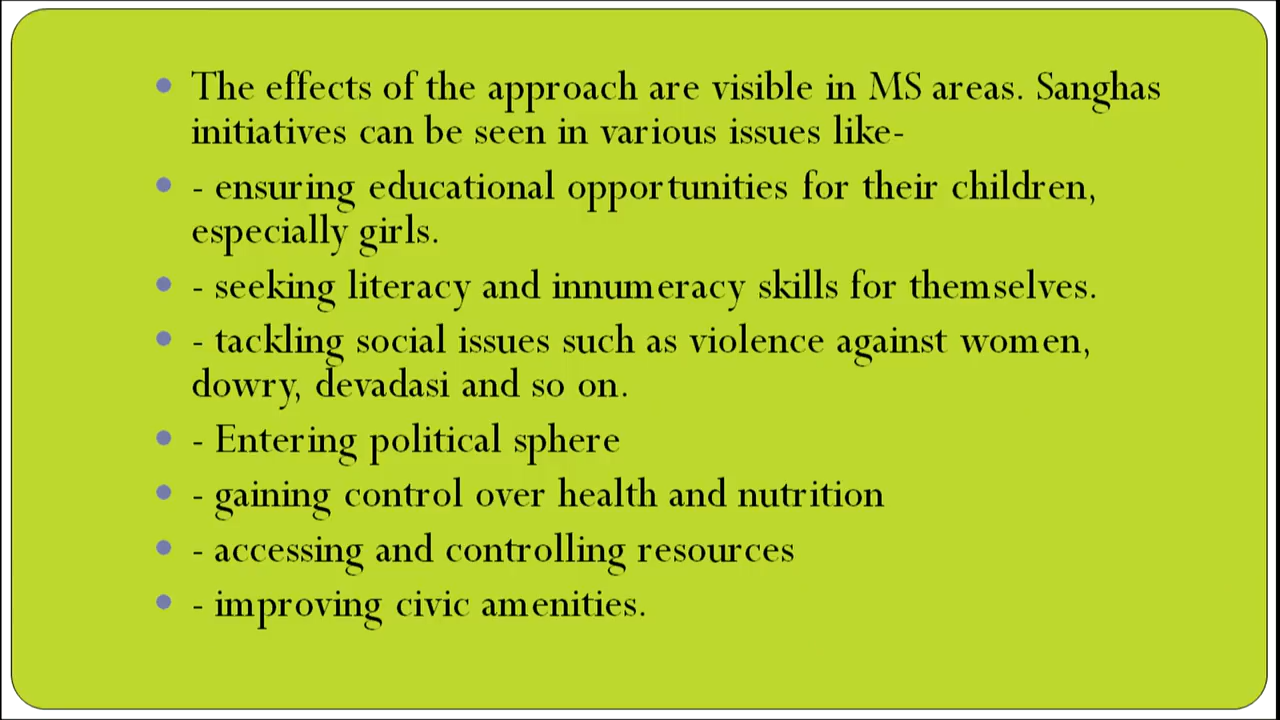 • The effects of the approach are visible in MS areas. Sanghas
initiatives can be seen in various issues like-
• - ensuring educational opportunities for their children,
especially girls.
• - seeking literacy and innumeracy skills for themselves.
• - tackling social issues such as violence against women,
dowry, devadasi and so on.
• - Entering political sphere
• - gaining control over health and nutrition
• - accessing and controlling resources
• - improving civic amenities.